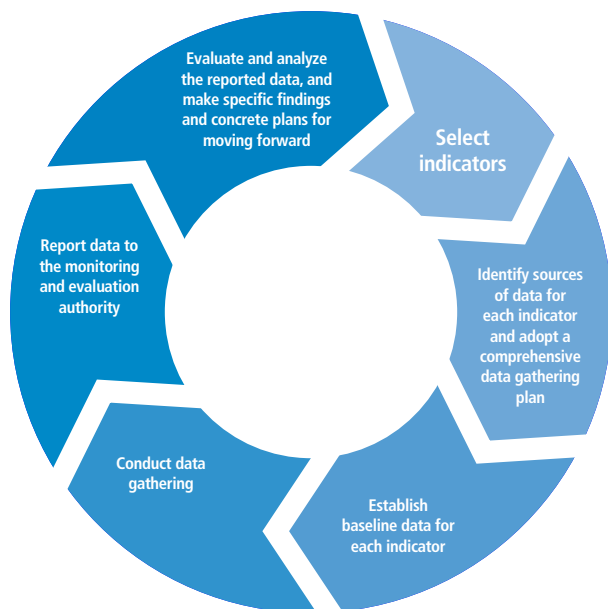 Evaluate and analyze
the reported data, and
make specific findings
and concrete plans for
moving forward
Select
indicators
Identify sources
of data for
each indicator
and adopt a
comprehensive
data gathering
plan
Establish
baseline data for
each indicator
Conduct data
gathering
Report data to
the monitoring
and evaluation
authority